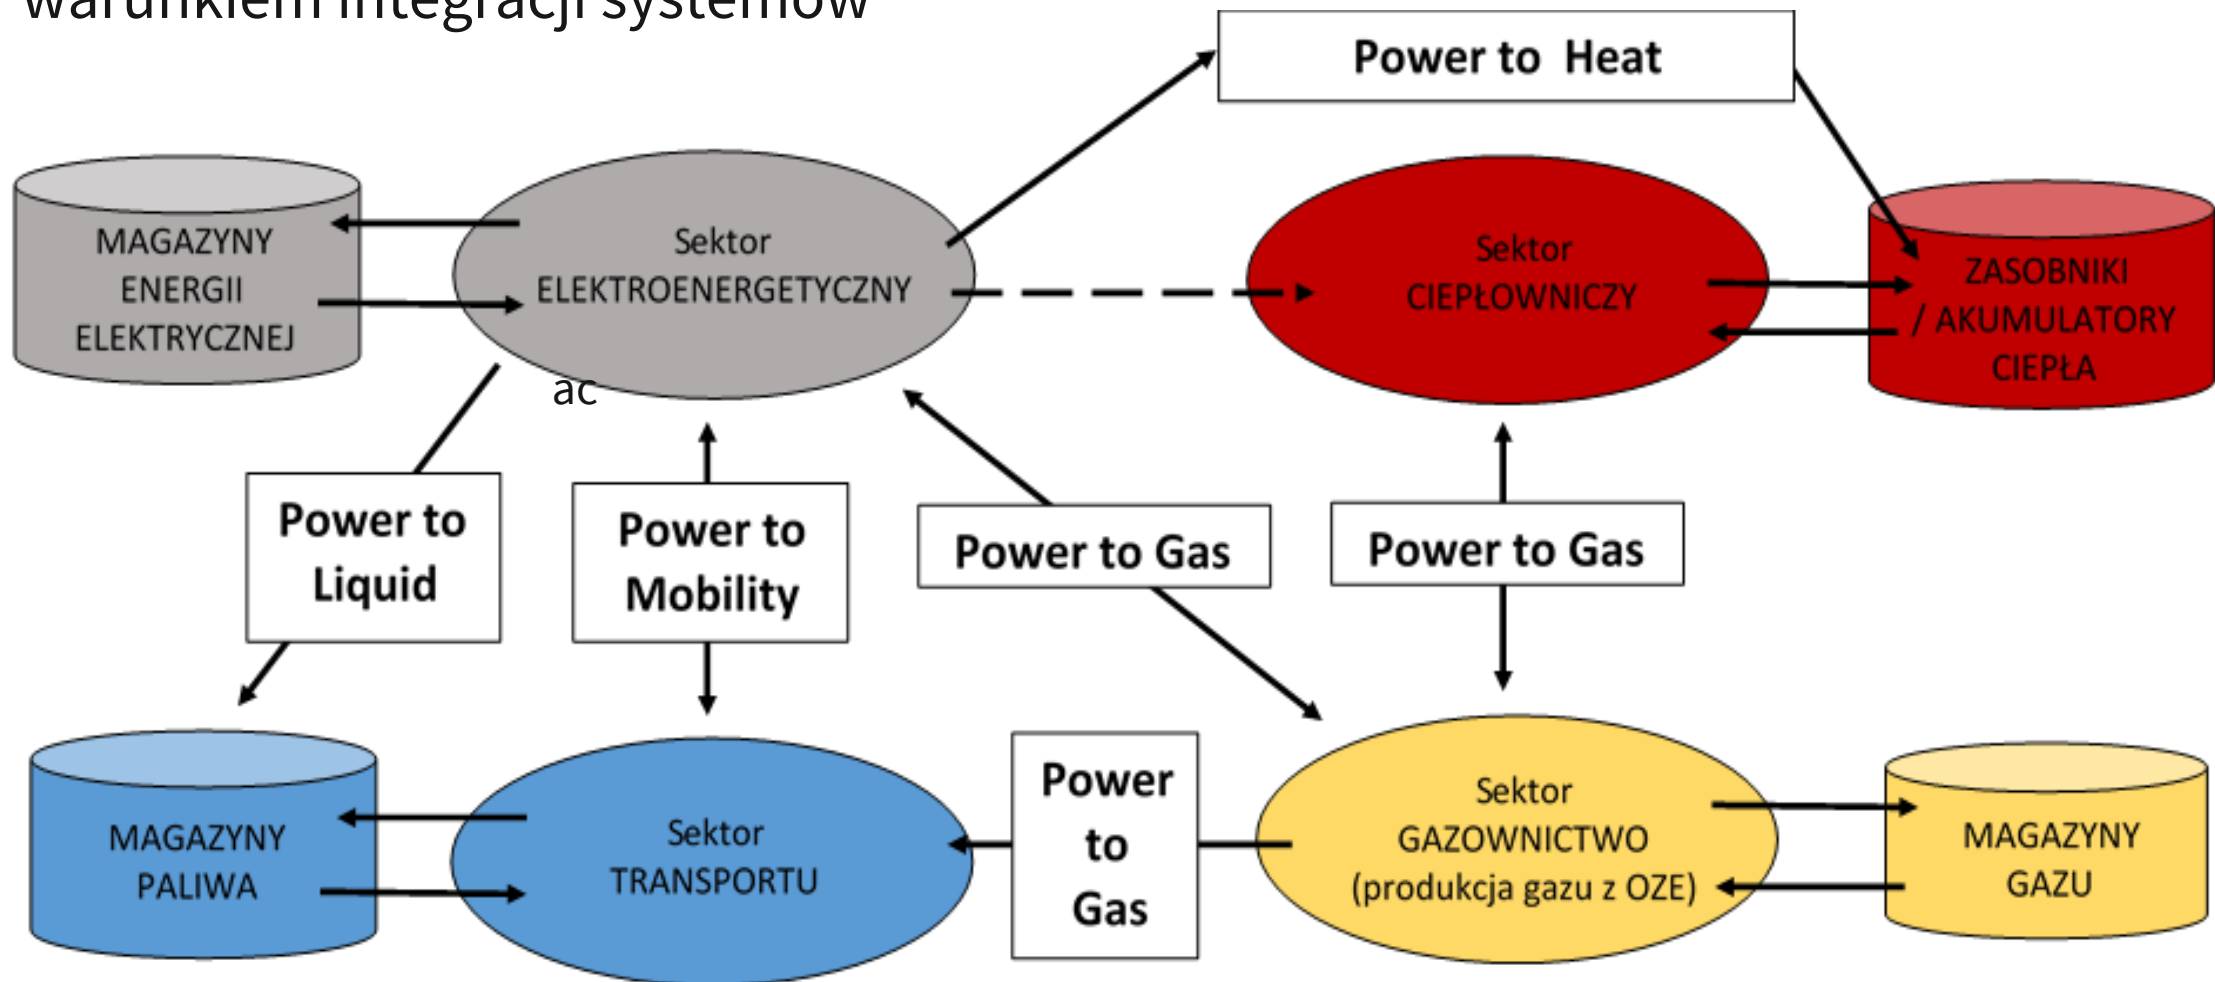 warunkiem integracji systemów
Power to Heat
MAGAZYNY
ENERGII
ELEKTRYCZNEJ
Sektor
ELEKTROENERGETYCZNY
ac
Sektor
CIEPŁOWNICZY
ZASOBNIKI
/ AKUMULATORY
CIEPŁA
Power to
Liquid
Power to
Mobility
Power to Gas
Power to Gas
MAGAZYNY
PALIWA
Sektor
TRANSPORTU
Power
to
Gas
Sektor
GAZOWNICTWO
(produkcja gazu z OZE)
MAGAZYNY
GAZU